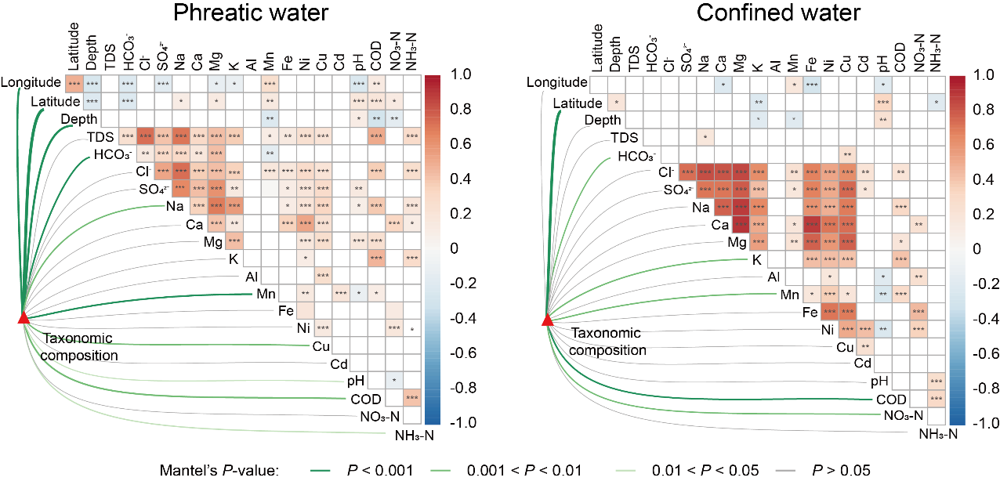 Phreatic water
Confined water
Latitude Depth TDS HCO₃⁻ Cl⁻ SO₄²⁻ Na Ca Mg K Al Mn Fe Ni Cu Cd pH COD NO₃-N NH₃-N
Longitude *** *** *** *** * * *** *** **
Latitude *** *** * * ** *** *** *
Depth ** * ** **
TDS *** *** *** *** *** *** *** * ** *** *** *** ***
HCO₃⁻ ** *** *** ** *** **
Cl⁻ *** *** *** *** *** *** *** *** *** *** ***
SO₄²⁻ *** *** *** ** * *** *** **
Na *** *** *** * *** *** * *** ***
Ca *** ** *** *** *** *** *
Mg *** *** *** *** ***
K * *** ***
Al ***
Mn ** *** * *
Fe
Ni *** *** *
Cu
Cd
pH *
COD ***
NO₃-N
NH₃-N
Taxonomic
composition
1.0
0.8
0.6
0.4
0.2
0
-0.2
-0.4
-0.6
-0.8
-1.0
Latitude Depth TDS HCO₃⁻ Cl⁻ SO₄²⁻ Na Ca Mg K Al Mn Fe Ni Cu Cd pH COD NO₃-N NH₃-N
Longitude * * *** *
Latitude * ** *** *
Depth * * **
TDS *
HCO₃⁻ **
Cl⁻ *** *** *** *** *** ** *** *** *** ** **
SO₄²⁻ *** *** *** *** * *** *** *** *
Na *** *** *** *** *** *** ***
Ca *** *** ** *** *** *** **
Mg *** ** *** *** *** *
K *** *** *** ***
Al * * **
Mn * *** * ** ***
Fe *** *** ***
Ni *** *** ** ***
Cu **
Cd
pH ***
COD ***
NO₃-N
NH₃-N
Taxonomic
composition
1.0
0.8
0.6
0.4
0.2
0
-0.2
-0.4
-0.6
-0.8
-1.0
Mantel's P-value: P < 0.001 0.001 < P < 0.01 0.01 < P < 0.05 P > 0.05